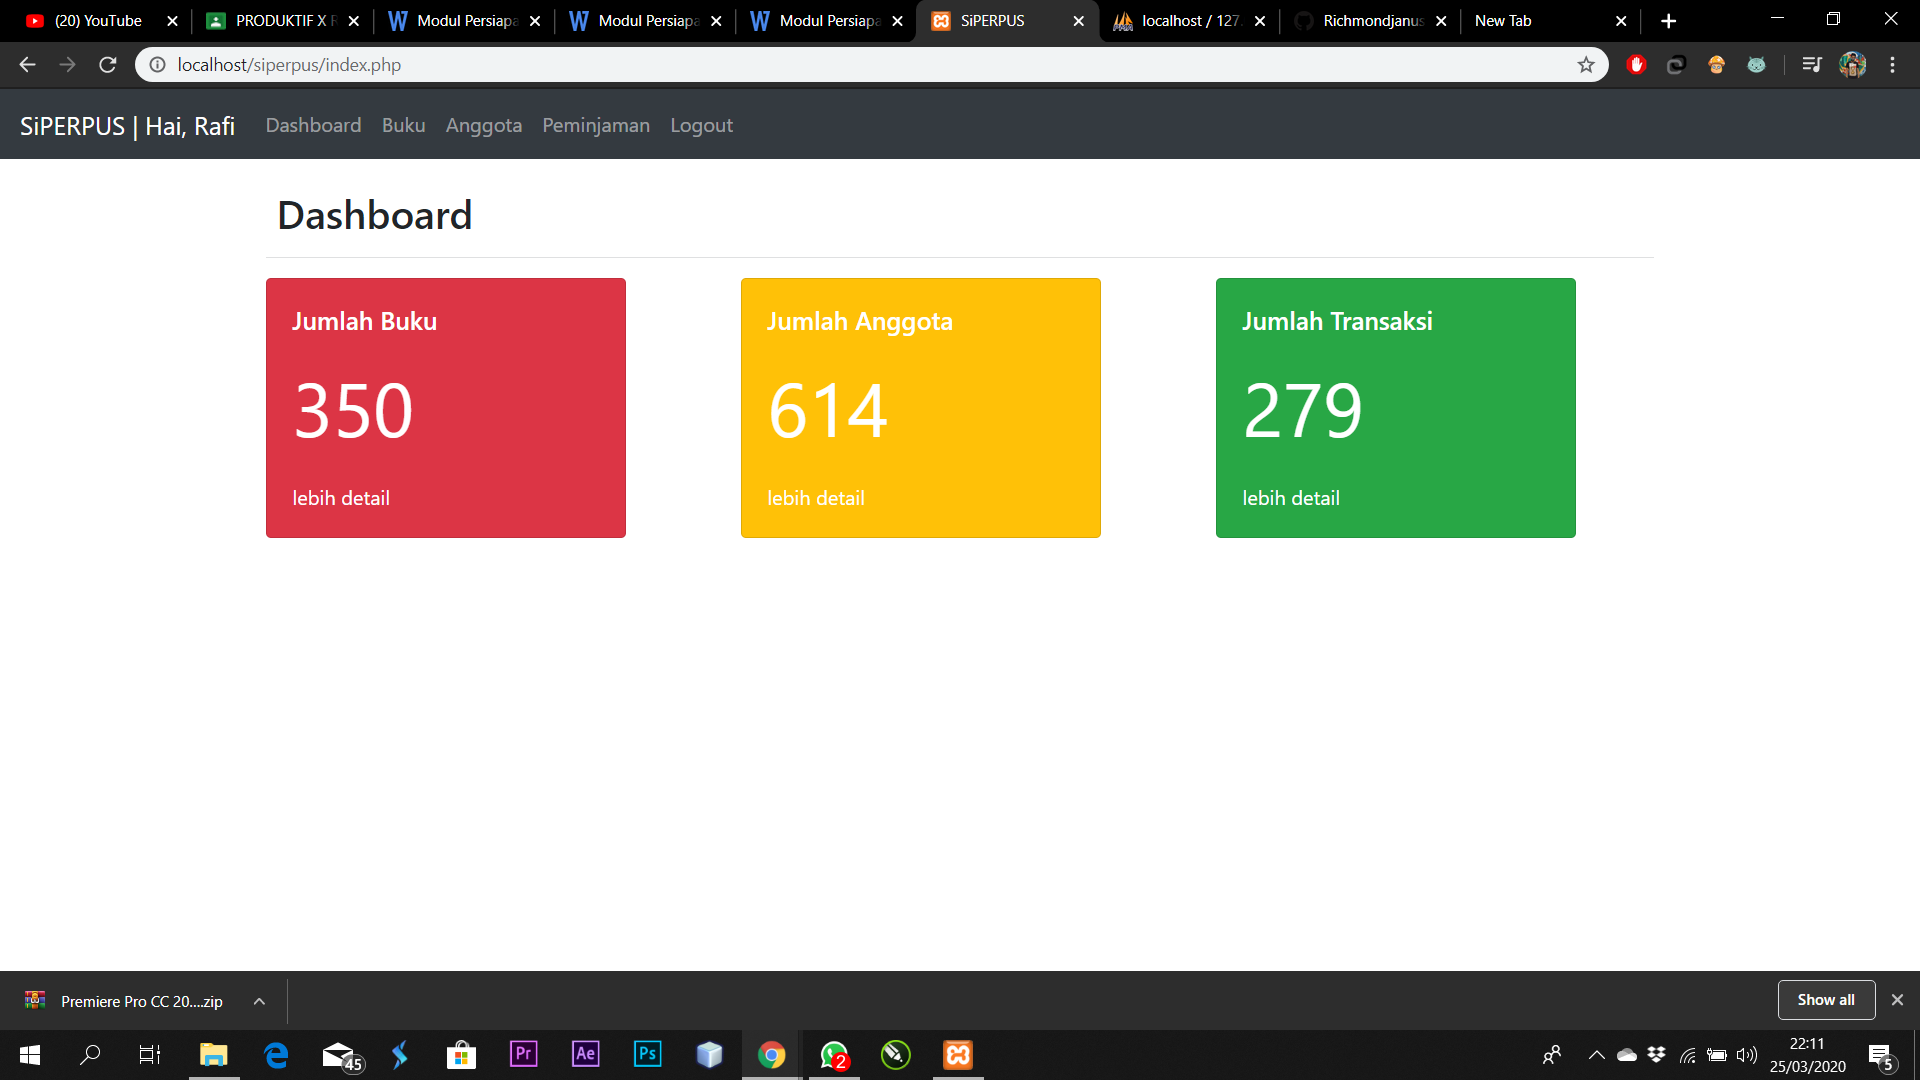 (20) YouTube
PRODUKTIF X R
Modul Persiapa
Modul Persiapa
Modul Persiapa
SiPERPUS
localhost / 127.
Richmondjanus
New Tab
localhost/siperpus/index.php
SiPERPUS | Hai, Rafi
Dashboard
Buku
Anggota
Peminjaman
Logout
Dashboard
Jumlah Buku
350
lebih detail
Jumlah Anggota
614
lebih detail
Jumlah Transaksi
279
lebih detail
Premiere Pro CC 20....zip
Show all
45
Pr
Ae
Ps
2
22:11
25/03/2020
5